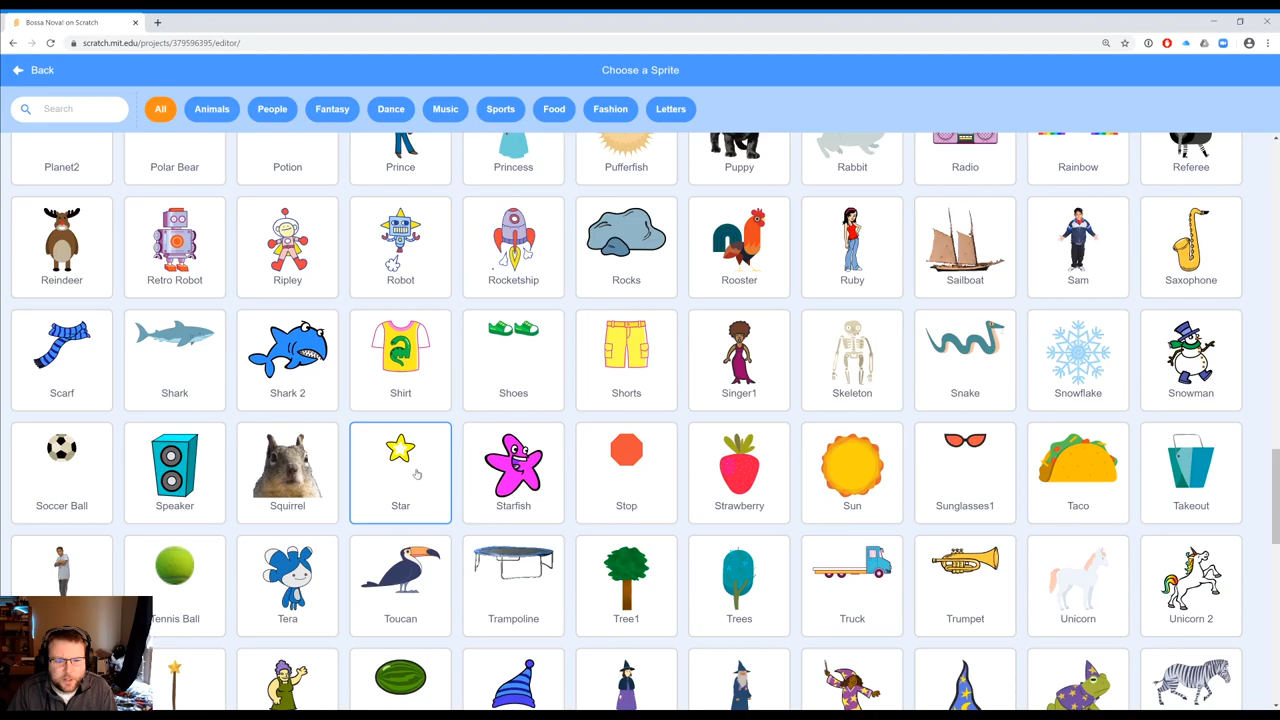 Bossa Nova! on Scratch
scratch.mit.edu/projects/379596395/editor/
Back
Choose a Sprite
Search
All
Animals
People
Fantasy
Dance
Music
Sports
Food
Fashion
Letters
Planet2
Polar Bear
Potion
Prince
Princess
Pufferfish
Puppy
Rabbit
Radio
Rainbow
Referee
Reindeer
Retro Robot
Ripley
Robot
Rocketship
Rocks
Rooster
Ruby
Sailboat
Sam
Saxophone
Scarf
Shark
Shark 2
Shirt
Shoes
Shorts
Singer1
Skeleton
Snake
Snowflake
Snowman
Soccer Ball
Speaker
Squirrel
Star
Starfish
Stop
Strawberry
Sun
Sunglasses1
Taco
Takeout
Tennis Ball
Tera
Toucan
Trampoline
Tree1
Trees
Truck
Trumpet
Unicorn
Unicorn 2